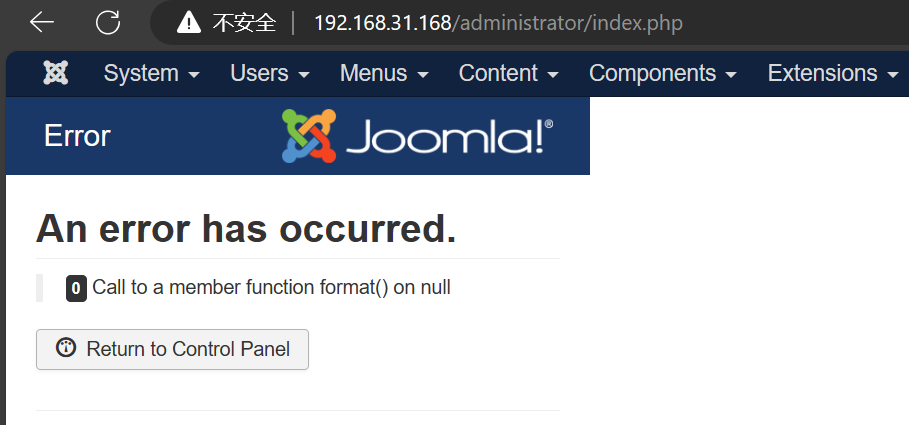 不安全 192.168.31.168/administrator/index.php
System Users Menus Content Components Extensions
Error Joomla!®
An error has occurred.
0 Call to a member function format() on null
Return to Control Panel